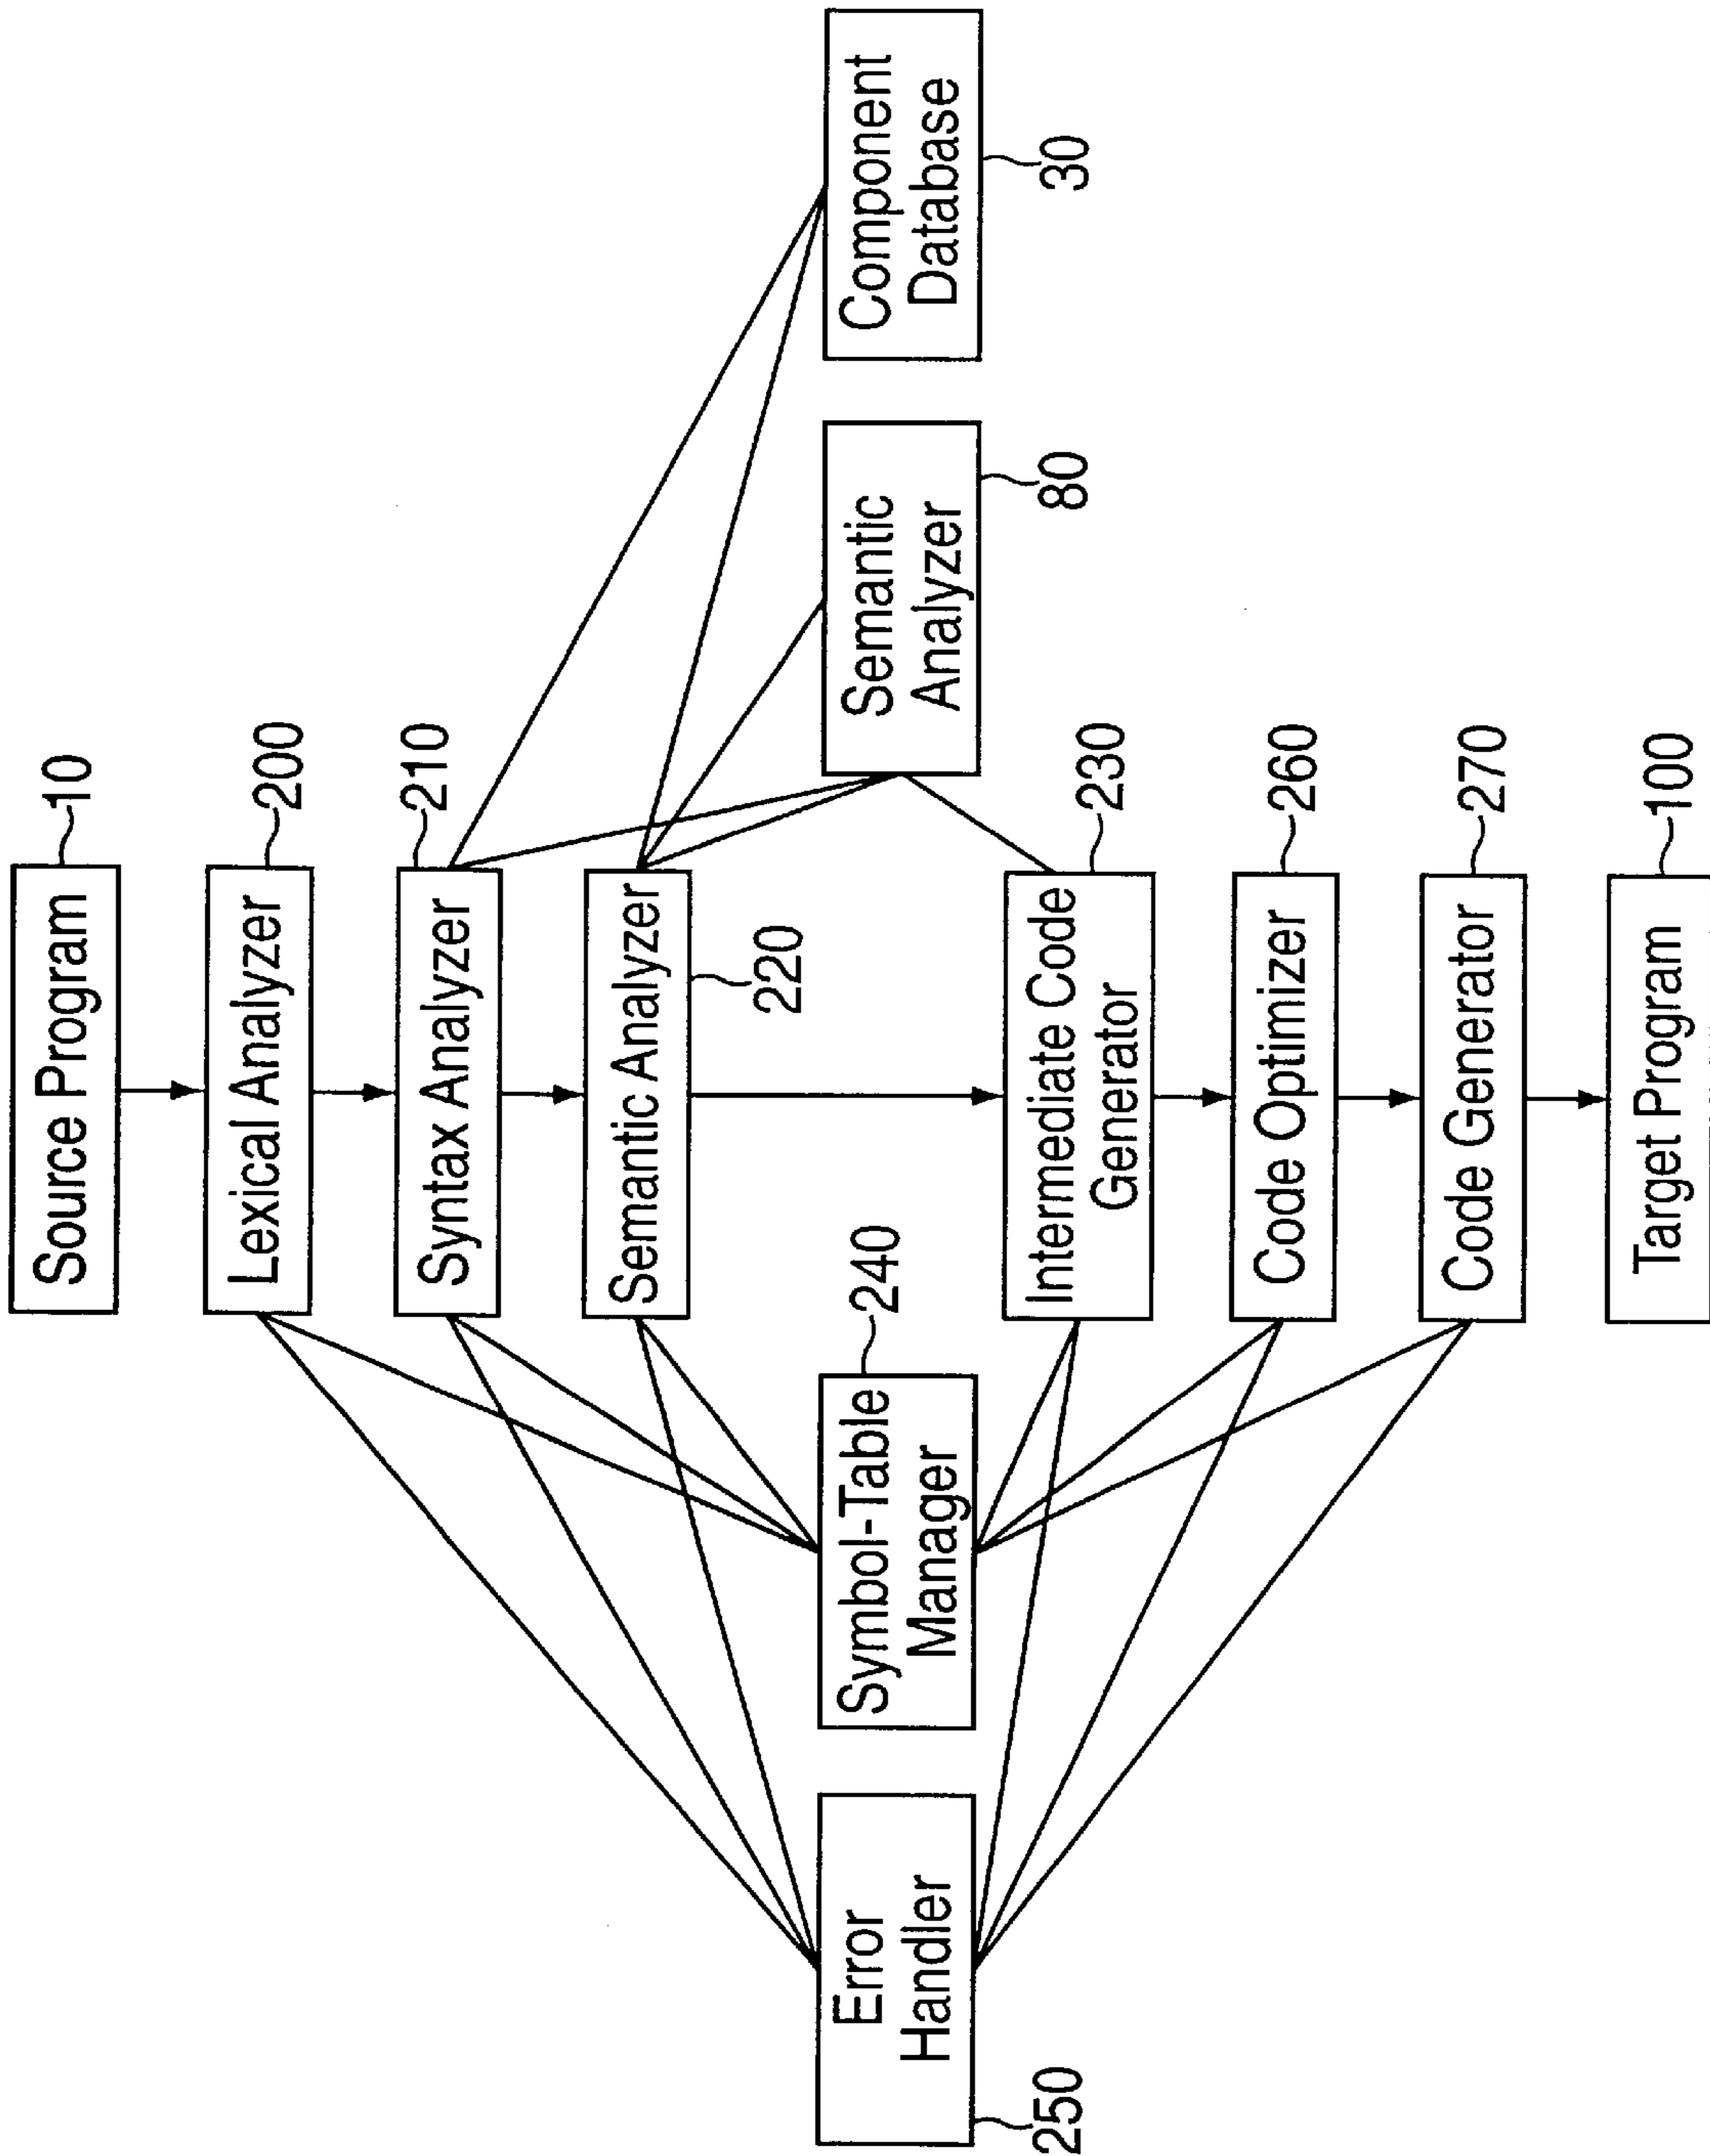 Source Program
10
Lexical Analyzer
200
Syntax Analyzer
210
Semantic Analyzer
220
Error
Handler
250
Symbol-Table
Manager
240
Semantic
Analyzer
80
Component
Database
30
Intermediate Code
Generator
230
Code Optimizer
260
Code Generator
270
Target Program
100